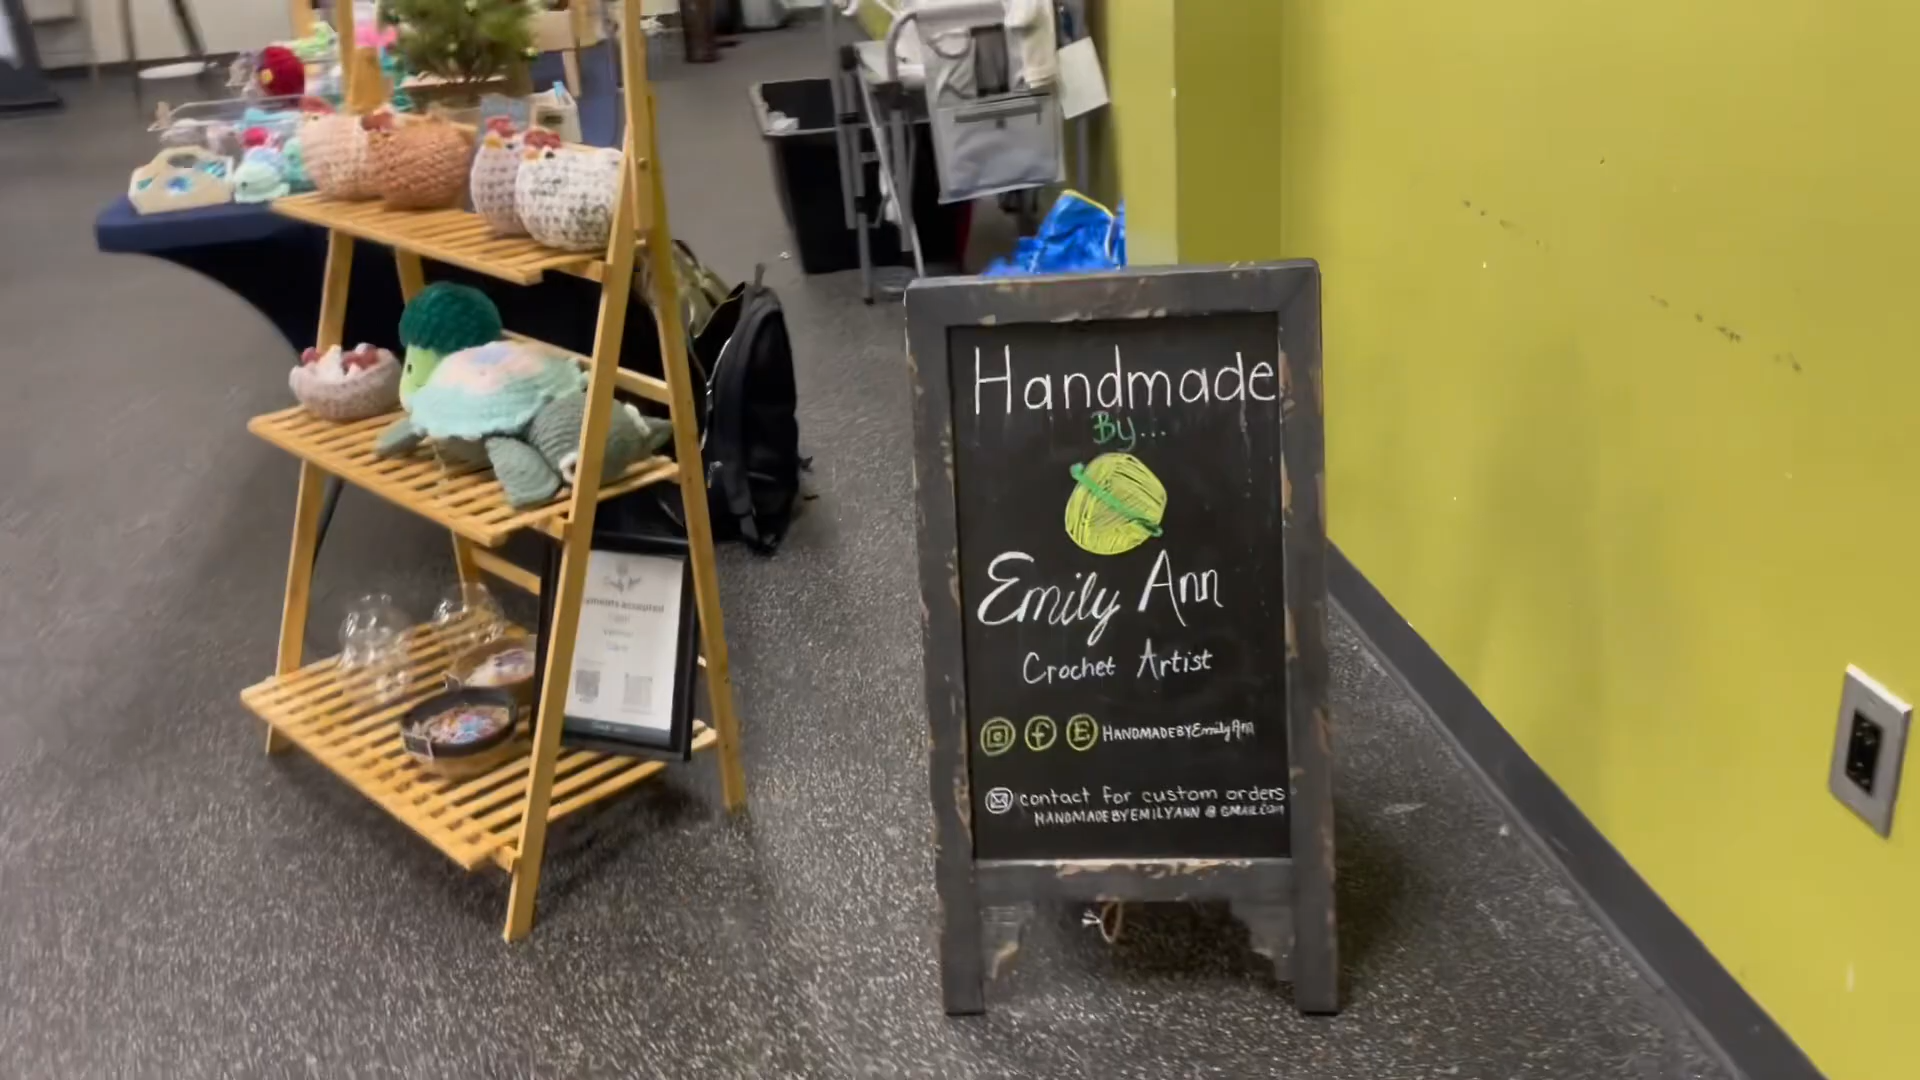 Handmade
By...
Emily Ann
Crochet Artist
HANDMADEBYEmilyAnn
contact for custom orders
HANDMADEBYEMILYANN @ GMAIL.COM